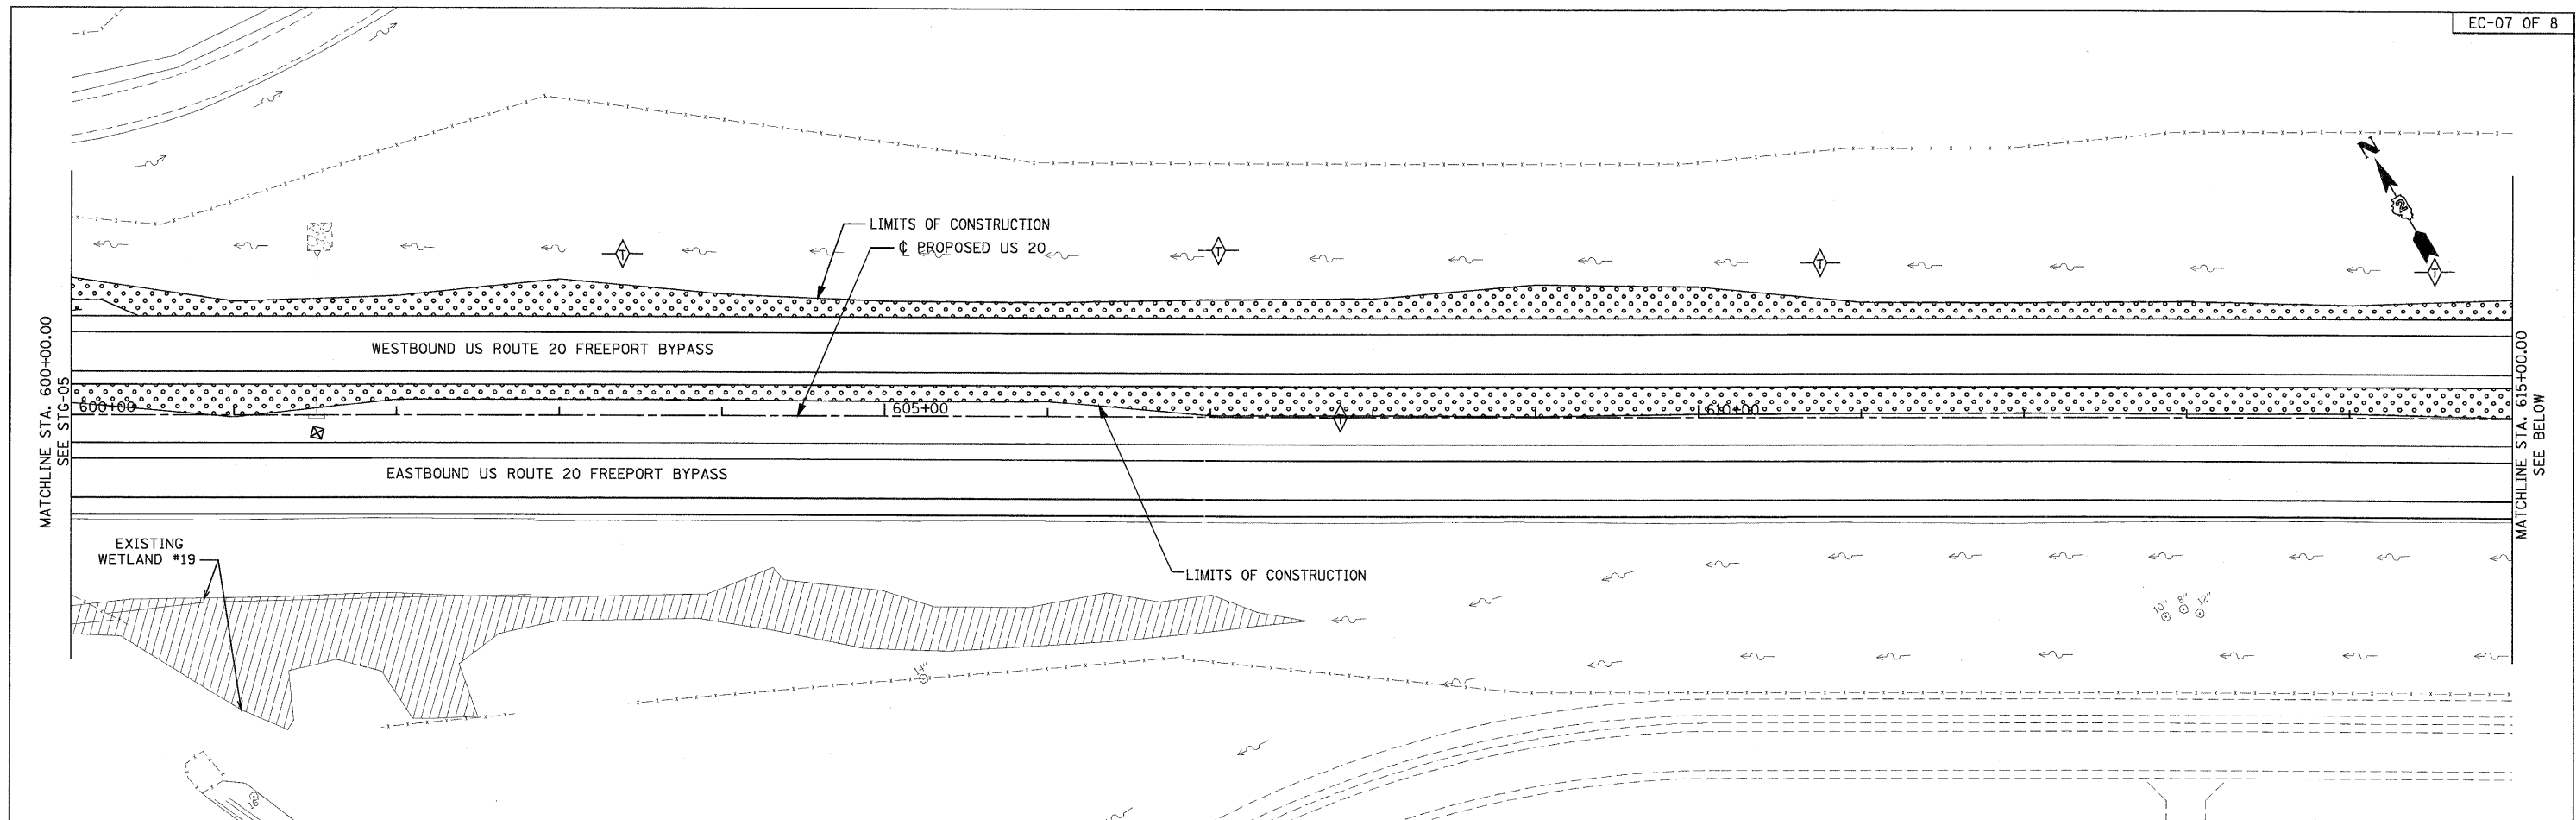 EC-07 OF 8
N
2
LIMITS OF CONSTRUCTION
℄ PROPOSED US 20
T
T
T
T
WESTBOUND US ROUTE 20 FREEPORT BYPASS
MATCHLINE STA. 600+00.00
SEE STG-05
600+00
605+00
610+00
T
MATCHLINE STA. 615+00.00
SEE BELOW
EASTBOUND US ROUTE 20 FREEPORT BYPASS
EXISTING
WETLAND #19
LIMITS OF CONSTRUCTION
10"
8"
12"
14"
16"